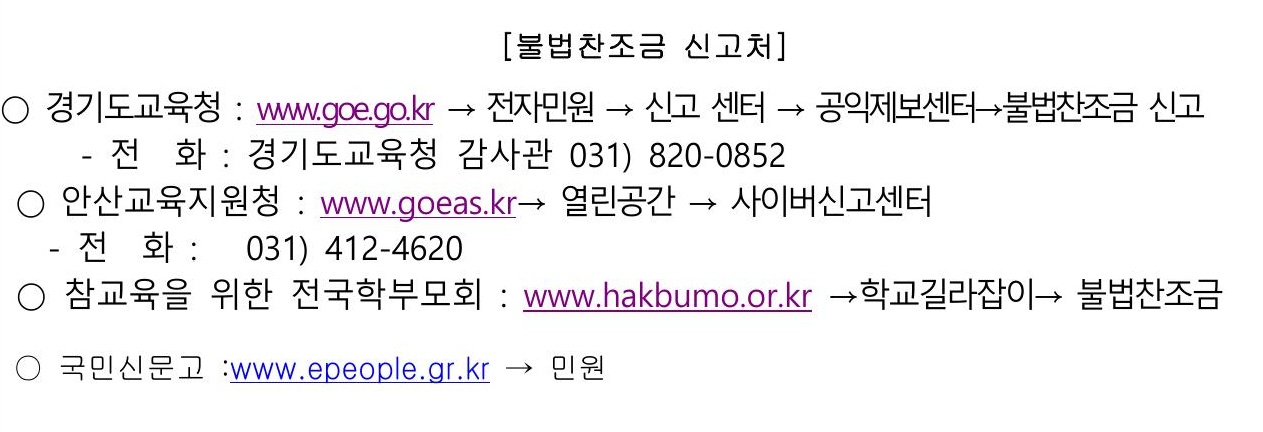 [불법찬조금 신고처]
○ 경기도교육청 : www.goe.go.kr → 전자민원 → 신고 센터 → 공익제보센터→불법찬조금 신고
- 전 화 : 경기도교육청 감사관 031) 820-0852
○ 안산교육지원청 : www.goeas.kr→ 열린공간 → 사이버신고센터
- 전 화 : 031) 412-4620
○ 참교육을 위한 전국학부모회 : www.hakbumo.or.kr →학교길라잡이→ 불법찬조금
○ 국민신문고 :www.epeople.gr.kr → 민원